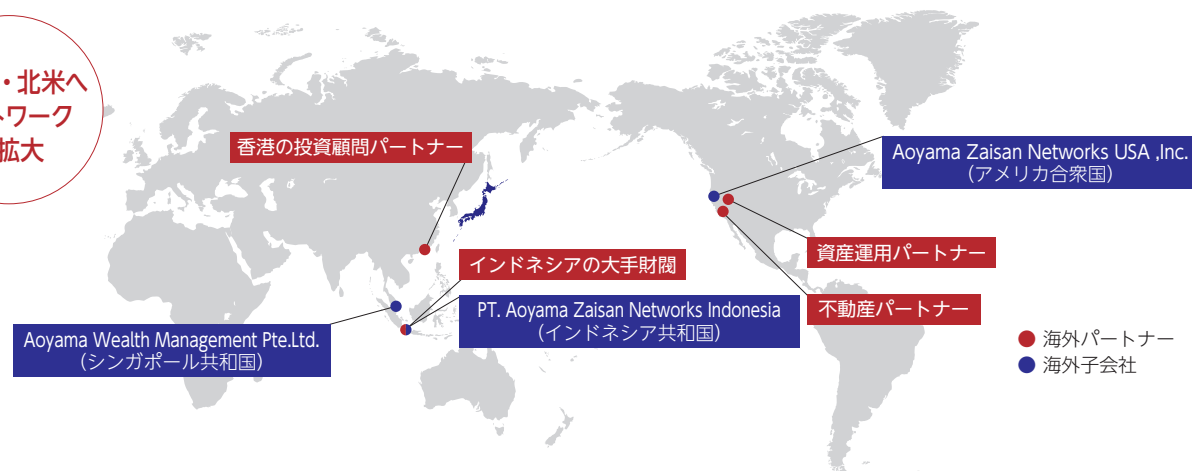 ・北米へ
ワーク
拡大
香港の投資顧問パートナー
Aoyama Zaisan Networks USA ,Inc.
(アメリカ合衆国)
インドネシアの大手財閥
資産運用パートナー
PT. Aoyama Zaisan Networks Indonesia
(インドネシア共和国)
不動産パートナー
Aoyama Wealth Management Pte.Ltd.
(シンガポール共和国)
海外パートナー
海外子会社